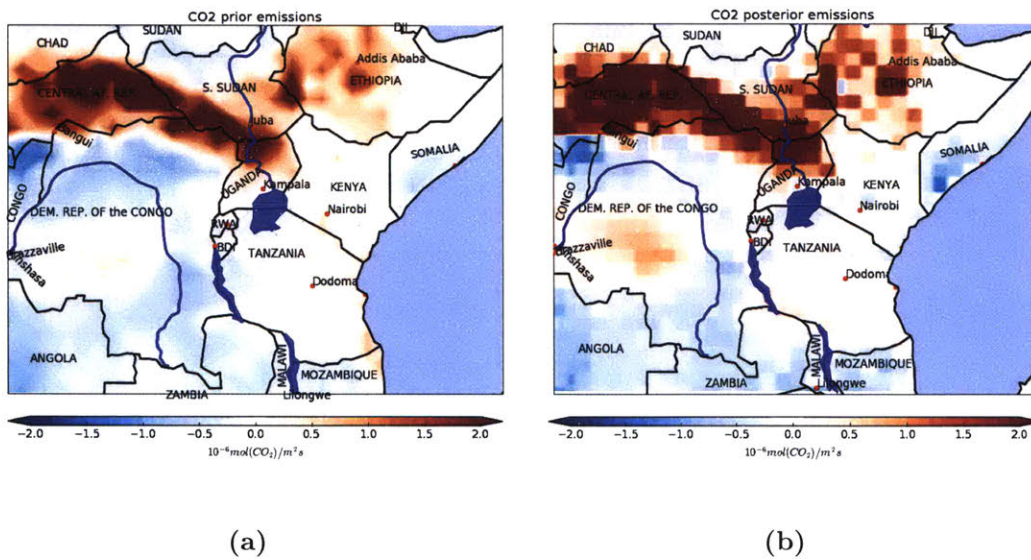 CO2 prior emissions
SUDAN
CHAD
DJI.
Addis Ababa
ETHIOPIA
S. SUDAN
CENTRAL AF. REP.
Juba
Bangui
SOMALIA
UGANDA
Kampala
KENYA
CONGO
DEM. REP. OF the CONGO
Nairobi
RWA
BDI
TANZANIA
Brazzaville
Kinshasa
Dodoma
ANGOLA
MALAWI
MOZAMBIQUE
ZAMBIA
Lilongwe
−2.0 −1.5 −1.0 −0.5 0.0 0.5 1.0 1.5 2.0
10⁻⁶mol(CO₂)/m²s
(a)
CO2 posterior emissions
SUDAN
CHAD
DJI.
Addis Ababa
ETHIOPIA
S. SUDAN
CENTRAL AF. REP.
Juba
Bangui
SOMALIA
UGANDA
Kampala
KENYA
CONGO
DEM. REP. OF the CONGO
Nairobi
RWA
BDI
TANZANIA
Brazzaville
Kinshasa
Dodoma
ANGOLA
MALAWI
MOZAMBIQUE
ZAMBIA
Lilongwe
−2.0 −1.5 −1.0 −0.5 0.0 0.5 1.0 1.5 2.0
10⁻⁶mol(CO₂)/m²s
(b)